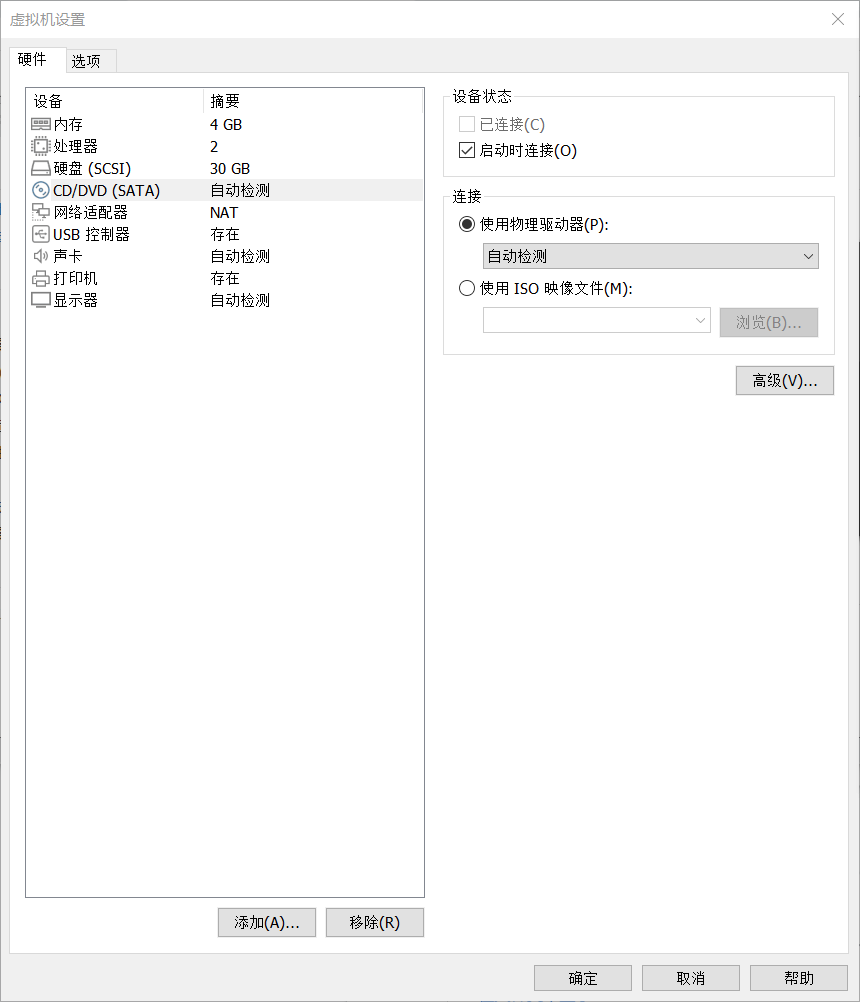 虚拟机设置
硬件 选项
设备 摘要
内存 4 GB
处理器 2
硬盘 (SCSI) 30 GB
CD/DVD (SATA) 自动检测
网络适配器 NAT
USB 控制器 存在
声卡 自动检测
打印机 存在
显示器 自动检测
添加(A)... 移除(R)
设备状态
已连接(C)
启动时连接(O)
连接
使用物理驱动器(P):
自动检测
使用 ISO 映像文件(M):
浏览(B)...
高级(V)...
确定 取消 帮助